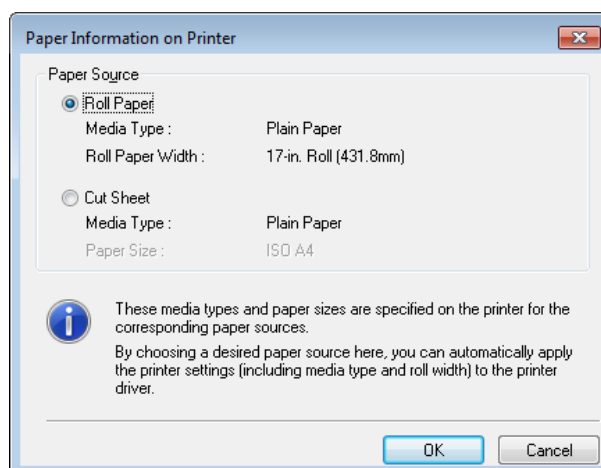 Paper Information on Printer
Paper Source
Roll Paper
Media Type : Plain Paper
Roll Paper Width : 17-in. Roll (431.8mm)
Cut Sheet
Media Type : Plain Paper
Paper Size : ISO A4
These media types and paper sizes are specified on the printer for the
corresponding paper sources.
By choosing a desired paper source here, you can automatically apply
the printer settings (including media type and roll width) to the printer
driver.
OK Cancel